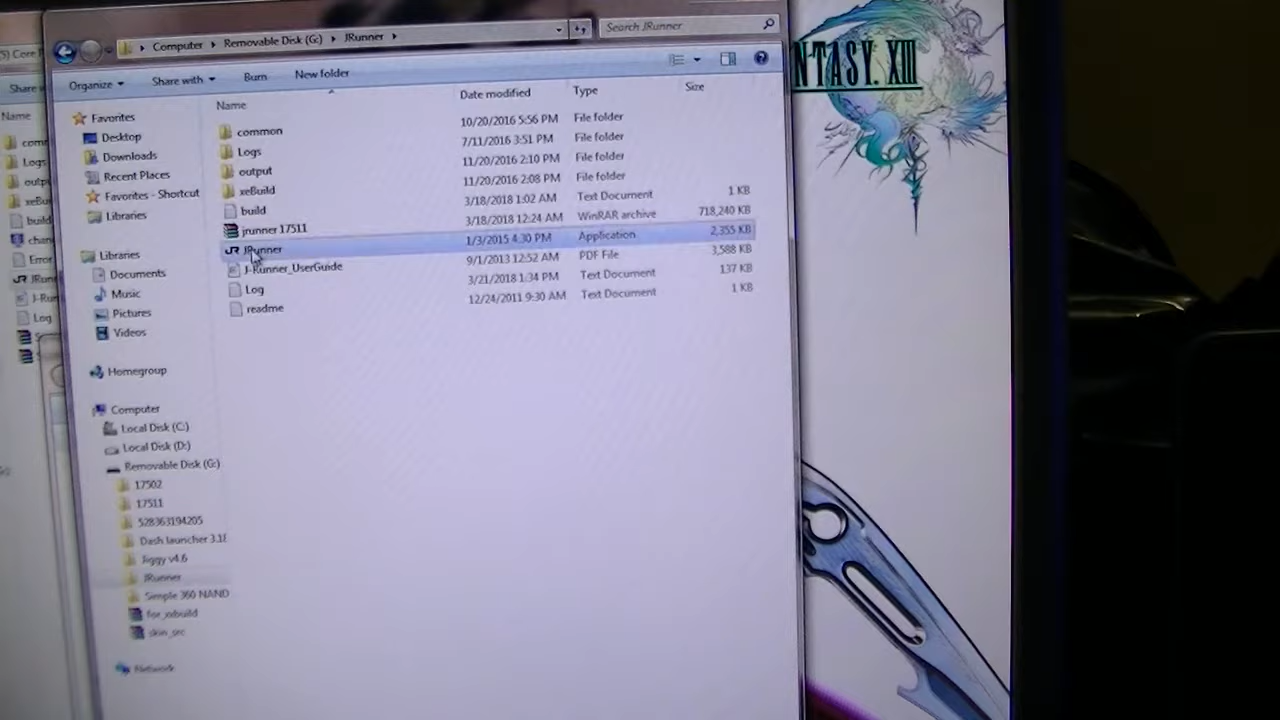 Computer Removable Disk (G:) JRunner
Search JRunner
Organize Share with Burn New folder
Name Date modified Type Size
common 10/20/2016 5:56 PM File folder
Logs 7/11/2016 3:51 PM File folder
output 11/20/2016 2:10 PM File folder
xeBuild 11/20/2016 2:08 PM File folder
build 3/18/2018 1:02 AM Text Document 1 KB
jrunner 17511 3/18/2018 12:24 AM WinRAR archive 718,240 KB
JRunner 1/3/2015 4:30 PM Application 2,355 KB
J-Runner_UserGuide 9/1/2013 12:52 AM PDF File 3,588 KB
Log 3/21/2018 1:34 PM Text Document 137 KB
readme 12/24/2011 9:30 AM Text Document 1 KB
Favorites
Desktop
Downloads
Recent Places
Favorites - Shortcut
Libraries
Libraries
Documents
Music
Pictures
Videos
Homegroup
Computer
Local Disk (C:)
Local Disk (D:)
Removable Disk (G:)
17502
17511
528363194205
Dash launcher 3.18
Jiggy v4.6
JRunner
Simple 360 NAND
for_xebuild
skin_src
Network
Core
Share
Name
com
Logs
outp
xeBu
build
chan
Error
JRun
J-Run
Log
NTASY. XIII